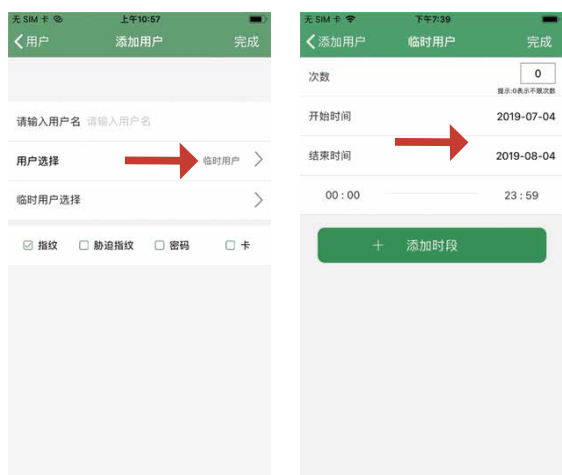 无 SIM 卡
上午10:57
用户
添加用户
完成
请输入用户名
请输入用户名
用户选择
临时用户
临时用户选择
指纹
胁迫指纹
密码
卡
无 SIM 卡
下午7:39
添加用户
临时用户
完成
次数
0
提示:0表示不限次数
开始时间
2019-07-04
结束时间
2019-08-04
00 : 00
23 : 59
+ 添加时段